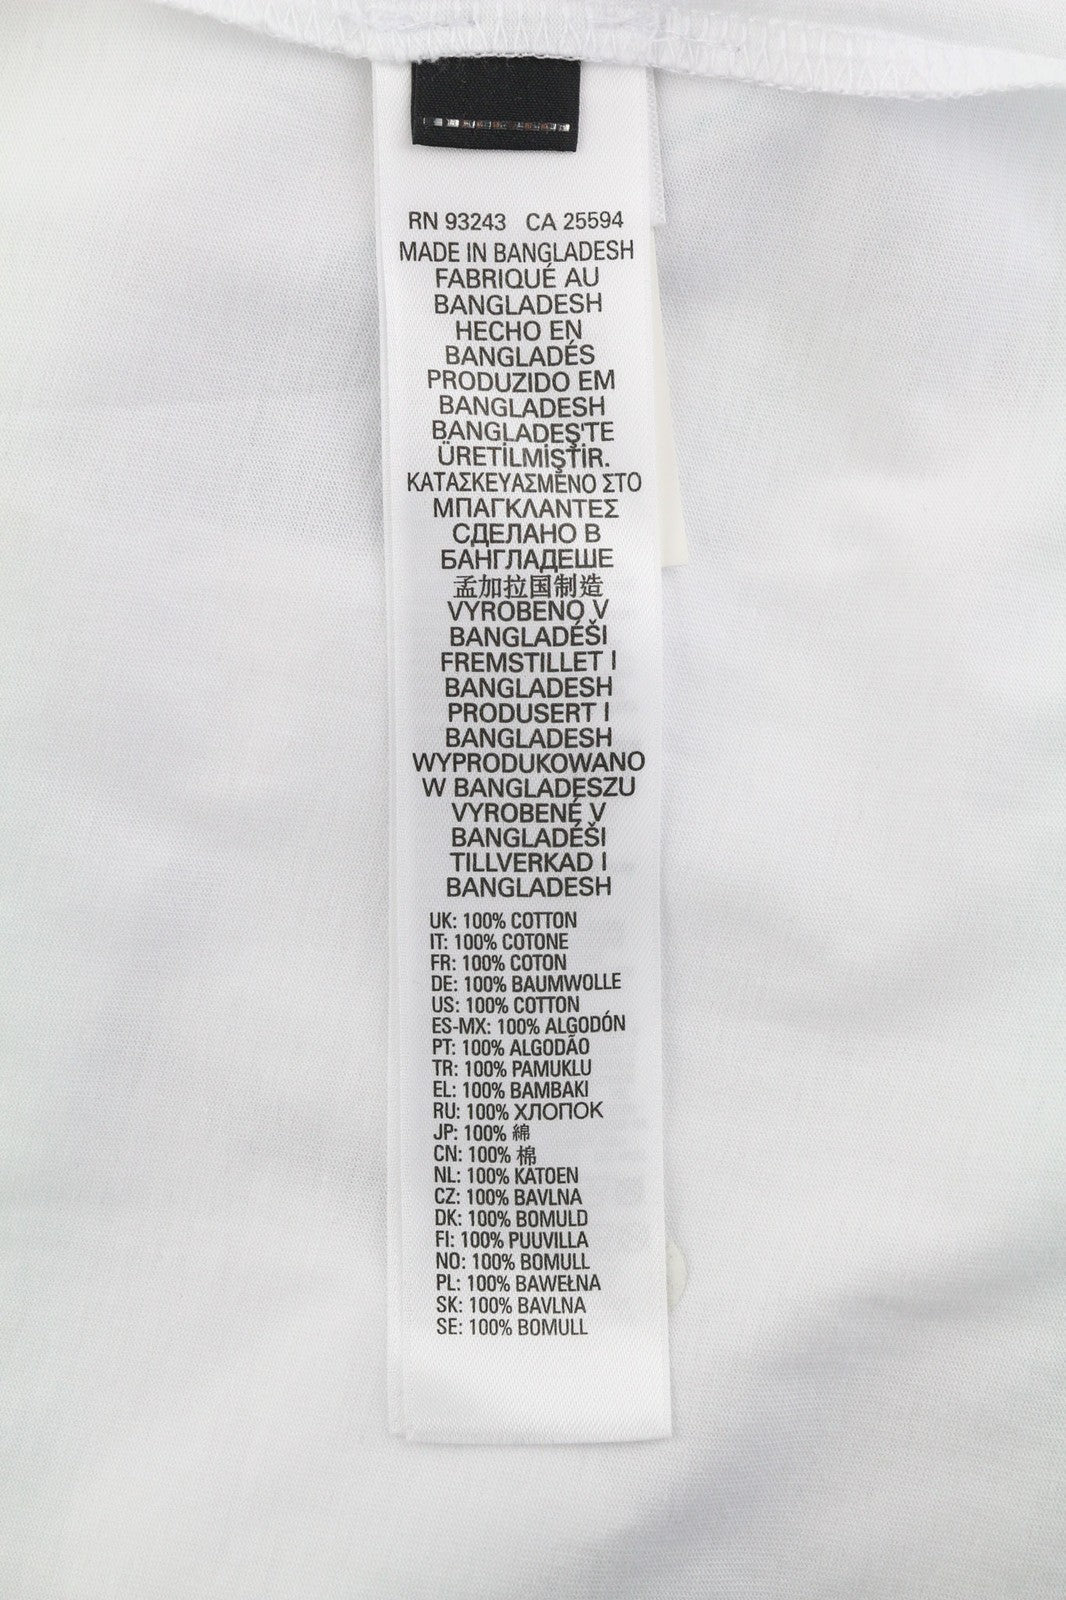 RN 93243 CA 25594
MADE IN BANGLADESH
FABRIQUÉ AU
BANGLADESH
HECHO EN
BANGLADÉS
PRODUZIDO EM
BANGLADESH
BANGLADEŞ'TE
ÜRETİLMİŞTİR.
ΚΑΤΑΣΚΕΥΑΣΜΕΝΟ ΣΤΟ
ΜΠΑΓΚΛΑΝΤΕΣ
СДЕЛАНО В
БАНГЛАДЕШЕ
孟加拉国制造
VYROBENO V
BANGLADÉŠI
FREMSTILLET I
BANGLADESH
PRODUSERT I
BANGLADESH
WYPRODUKOWANO
W BANGLADESZU
VYROBENÉ V
BANGLADÉŠI
TILLVERKAD I
BANGLADESH
UK: 100% COTTON
IT: 100% COTONE
FR: 100% COTON
DE: 100% BAUMWOLLE
US: 100% COTTON
ES-MX: 100% ALGODÓN
PT: 100% ALGODÃO
TR: 100% PAMUKLU
EL: 100% ΒΑΜΒΑΚΙ
RU: 100% ХЛОПОК
JP: 100% 綿
CN: 100% 棉
NL: 100% KATOEN
CZ: 100% BAVLNA
DK: 100% BOMULD
FI: 100% PUUVILLA
NO: 100% BOMULL
PL: 100% BAWEŁNA
SK: 100% BAVLNA
SE: 100% BOMULL